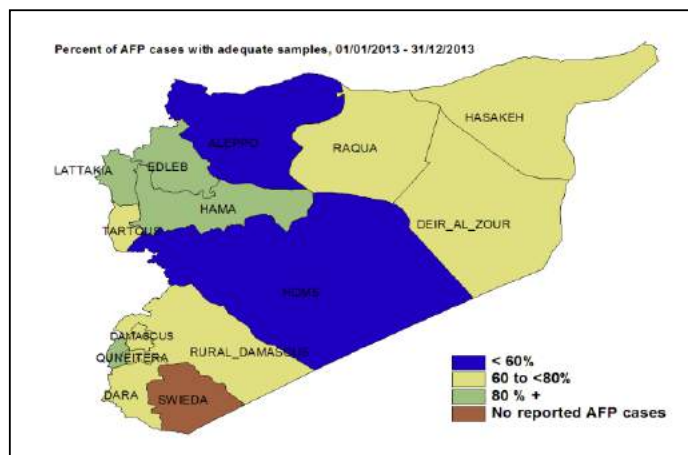 Percent of AFP cases with adequate samples, 01/01/2013 - 31/12/2013
HASAKEH
ALEPPO
RAQUA
EDLEB
LATTAKIA
HAMA
DEIR_AL_ZOUR
TARTOUS
HOMS
DAMASCUS
RURAL_DAMASCUS
QUNEITERA
DARA
SWIEDA
< 60%
60 to <80%
80 % +
No reported AFP cases